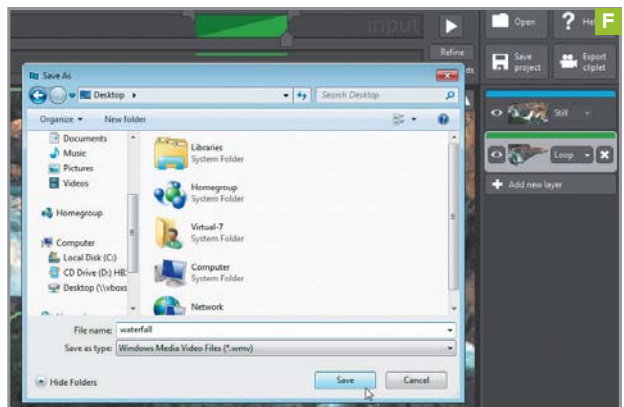 input
Open
?
F
Refine
Save
project
Export
cliplet
Save As
Desktop
Search Desktop
Organize
New folder
?
Still
Loop
Add new layer
Documents
Music
Pictures
Videos
Homegroup
Computer
Local Disk (C:)
CD Drive (D:) HB
Desktop (\\vboxs
Libraries
System Folder
Homegroup
System Folder
Virtual-7
System Folder
Computer
System Folder
Network
File name: waterfall
Save as type: Windows Media Video Files (*.wmv)
Hide Folders
Save
Cancel